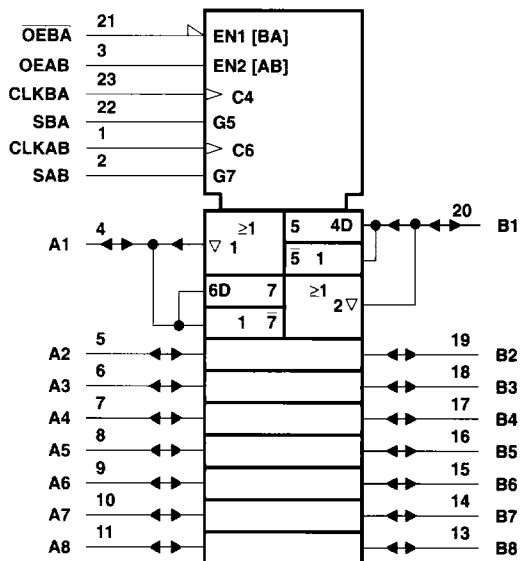 21
OEBA EN1 [BA]
3
OEAB EN2 [AB]
23
CLKBA C4
22
SBA G5
1
CLKAB C6
2
SAB G7
4 ≥1 5 4D 20
A1 ▽ 1 5̅ 1 B1
6D 7 ≥1
1 7̅ 2▽
5 19
A2 B2
6 18
A3 B3
7 17
A4 B4
8 16
A5 B5
9 15
A6 B6
10 14
A7 B7
11 13
A8 B8